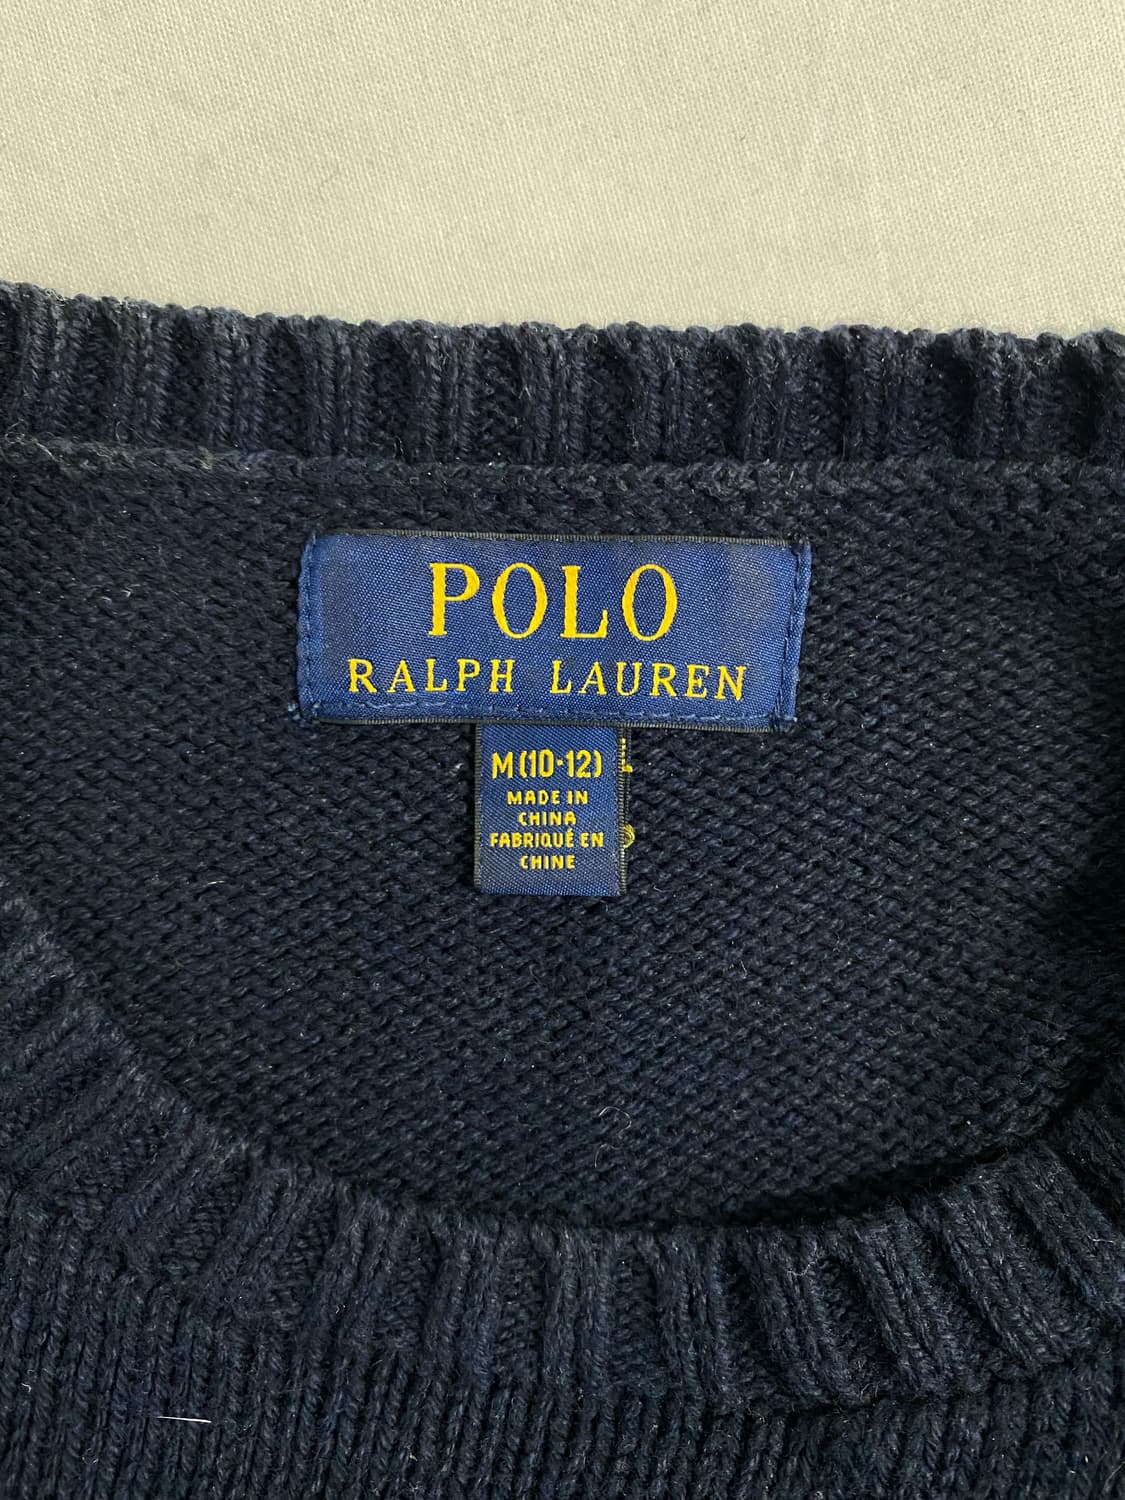 POLO
RALPH LAUREN
M(10-12)
MADE IN
CHINA
FABRIQUÉ EN
CHINE